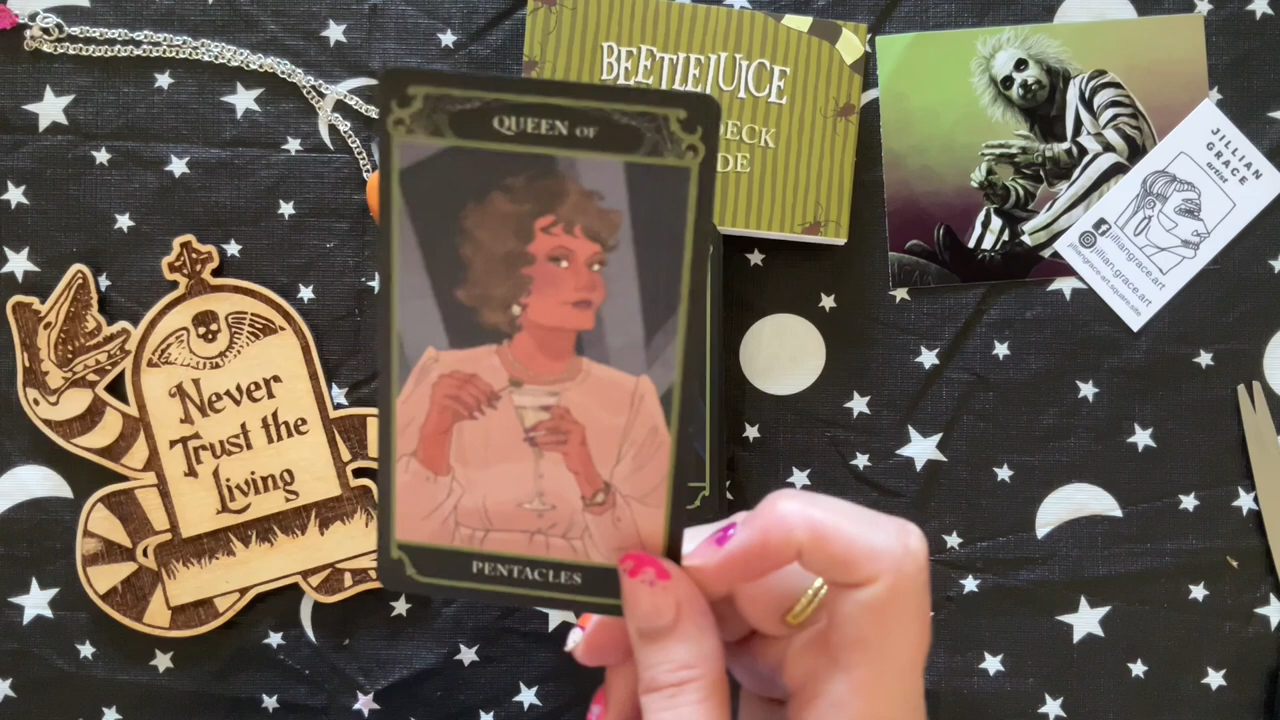 BEETLEJUICE
DECK
DE
QUEEN OF
PENTACLES
Never
Trust the
Living
JILLIAN
GRACE
artist
jilliangrace.art
jillian.grace.art
jilliangrace-art.square.site